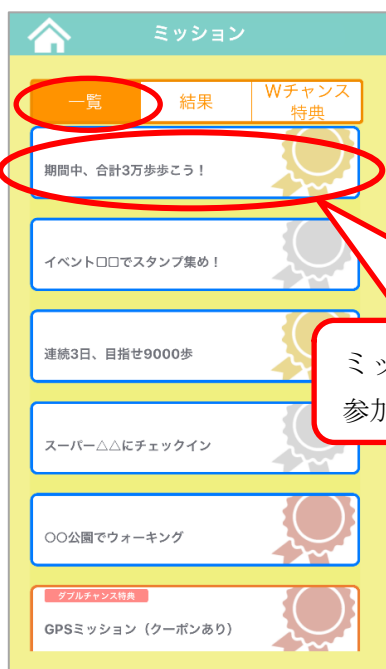 ミッション
一覧
結果
Wチャンス
特典
期間中、合計3万歩歩こう！
イベント□□でスタンプ集め！
連続3日、目指せ9000歩
ミッ
参加
スーパー△△にチェックイン
〇〇公園でウォーキング
ダブルチャンス特典
GPSミッション（クーポンあり）